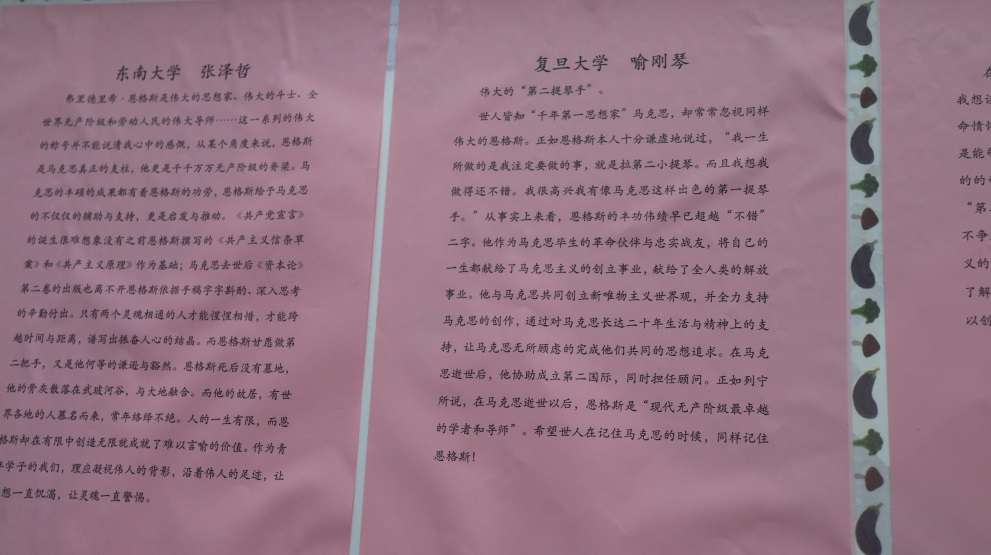 东南大学 张泽哲
弗里德里希·恩格斯是伟大的思想家、伟大的斗士、全
世界无产阶级和劳动人民的伟大导师……这一系列的伟大
的称号并不能说清我心中的感慨，从某个角度来说，恩格斯
是马克思真正的支柱，他更是千千万万无产阶级的脊梁。马
克思的丰硕的成果都有着恩格斯的功劳，恩格斯给予马克思
的不仅仅的辅助与支持，更是启发与推动。《共产党宣言》
的诞生很难想象没有之前恩格斯撰写的《共产主义信条草
案》和《共产主义原理》作为基础；马克思去世后《资本论》
第二卷的出版也离不开恩格斯依据手稿字字斟酌、深入思考
的辛勤付出。只有两个灵魂相通的人才能惺惺相惜，才能跨
越时间与距离，谱写出振奋人心的结晶。而恩格斯甘愿做第
二把手，又是他何等的谦逊与豁然。恩格斯死后没有墓地，
他的骨灰散落在武玻河谷，与大地融合。而他的故居，有世
界各地的人慕名而来，常年络绎不绝。人的一生有限，而恩
格斯却在有限中创造无限就成就了难以言喻的价值。作为青
年学子的我们，理应凝视伟人的背影，沿着伟人的足迹，让
想一直饥渴，让灵魂一直警惕。
复旦大学 喻刚琴
伟大的“第二提琴手”。
世人皆知“千年第一思想家”马克思，却常常忽视同样
伟大的恩格斯。正如恩格斯本人十分谦虚地说过，“我一生
所做的是我注定要做的事，就是拉第二小提琴。而且我想我
做得还不错。我很高兴我有像马克思这样出色的第一提琴
手。”从事实上来看，恩格斯的丰功伟绩早已超越“不错”
二字。他作为马克思毕生的革命伙伴与忠实战友，将自己的
一生都献给了马克思主义的创立事业，献给了全人类的解放
事业。他与马克思共同创立新唯物主义世界观，并全力支持
马克思的创作，通过对马克思长达二十年生活与精神上的支
持，让马克思无所顾虑的完成他们共同的思想追求。在马克
思逝世后，他协助成立第二国际，同时担任顾问。正如列宁
所说，在马克思逝世以后，恩格斯是“现代无产阶级最卓越
的学者和导师”。希望世人在记住马克思的时候，同样记住
恩格斯！
我想
命情
是能
的的
“第
不争
义的
了解
以创